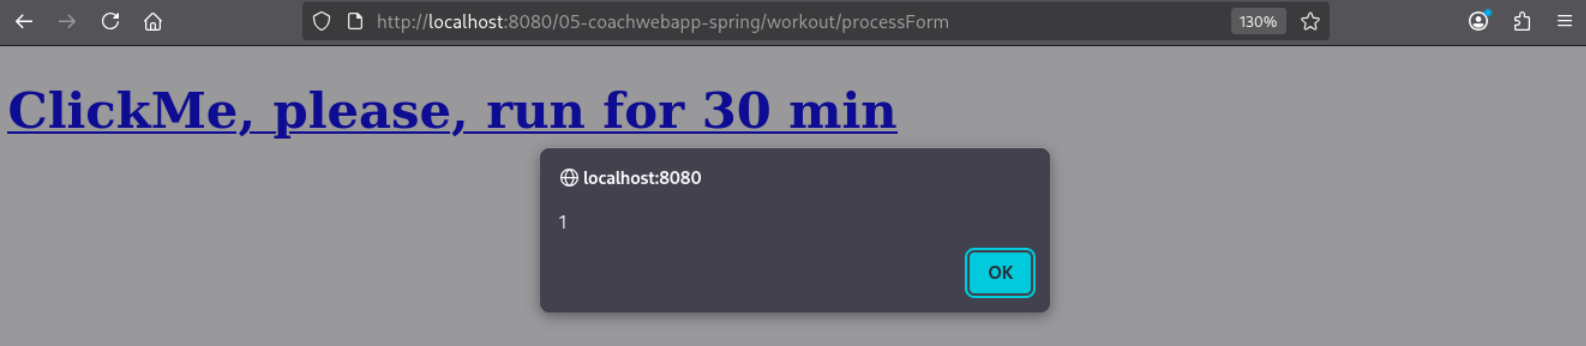 http://localhost:8080/05-coachwebapp-spring/workout/processForm
130%
ClickMe, please, run for 30 min
localhost:8080
1
OK